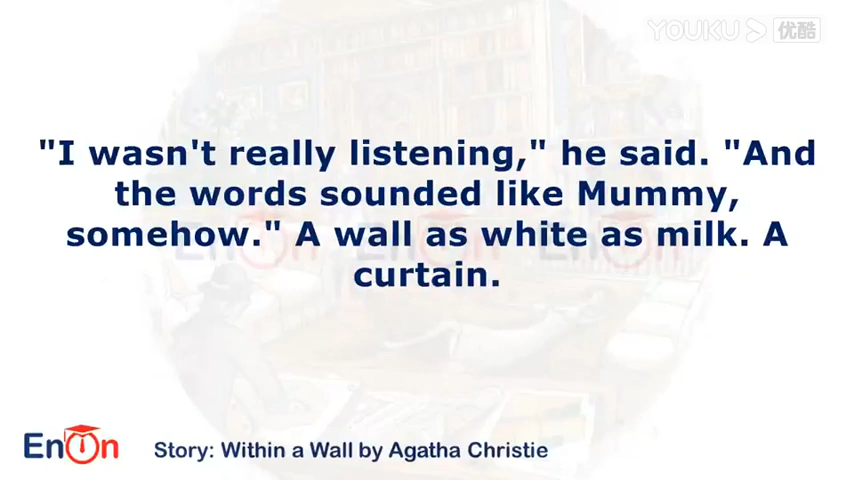 YOUKU 优酷
"I wasn't really listening," he said. "And
the words sounded like Mummy,
somehow." A wall as white as milk. A
curtain.
EnOn
Story: Within a Wall by Agatha Christie